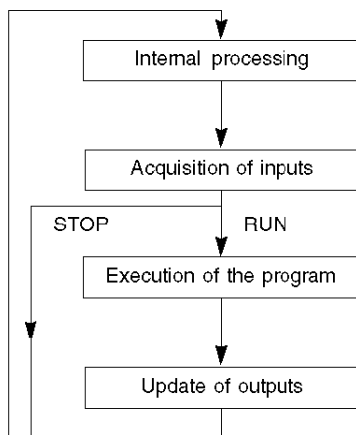 Internal processing
Acquisition of inputs
STOP
RUN
Execution of the program
Update of outputs